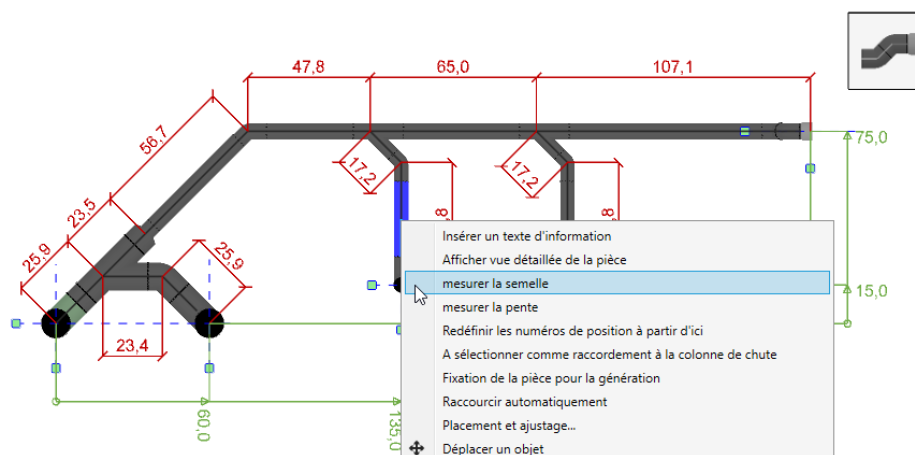 47,8
65,0
107,1
56,7
75,0
17,2
17,2
23,5
25,9
25,9
23,4
15,0
60,0
135,0
Insérer un texte d'information
Afficher vue détaillée de la pièce
mesurer la semelle
mesurer la pente
Redéfinir les numéros de position à partir d'ici
A sélectionner comme raccordement à la colonne de chute
Fixation de la pièce pour la génération
Raccourcir automatiquement
Placement et ajustage...
Déplacer un objet